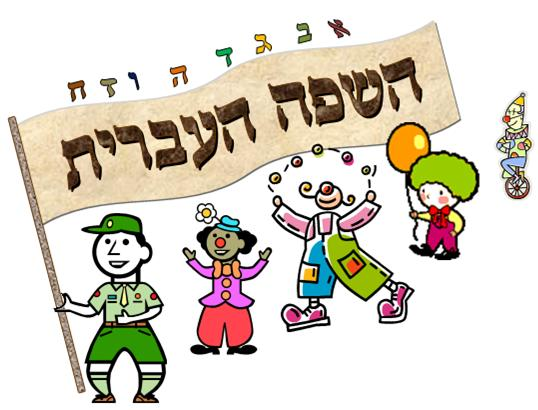 א ב ג ד ה ו ז ח
השפה העברית